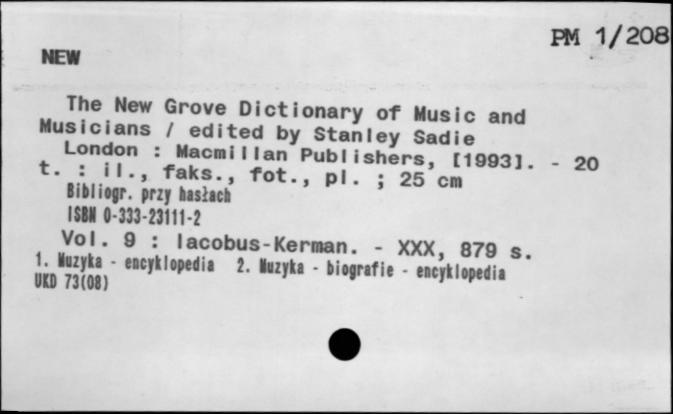 PM 1/208
NEW
The New Grove Dictionary of Music and
Musicians / edited by Stanley Sadie
London : Macmillan Publishers, [1993]. - 20
t. : il., faks., fot., pl. ; 25 cm
Bibliogr. przy hasłach
ISBN 0-333-23111-2
Vol. 9 : Iacobus-Kerman. - XXX, 879 s.
1. Muzyka - encyklopedia 2. Muzyka - biografie - encyklopedia
UKD 73(08)